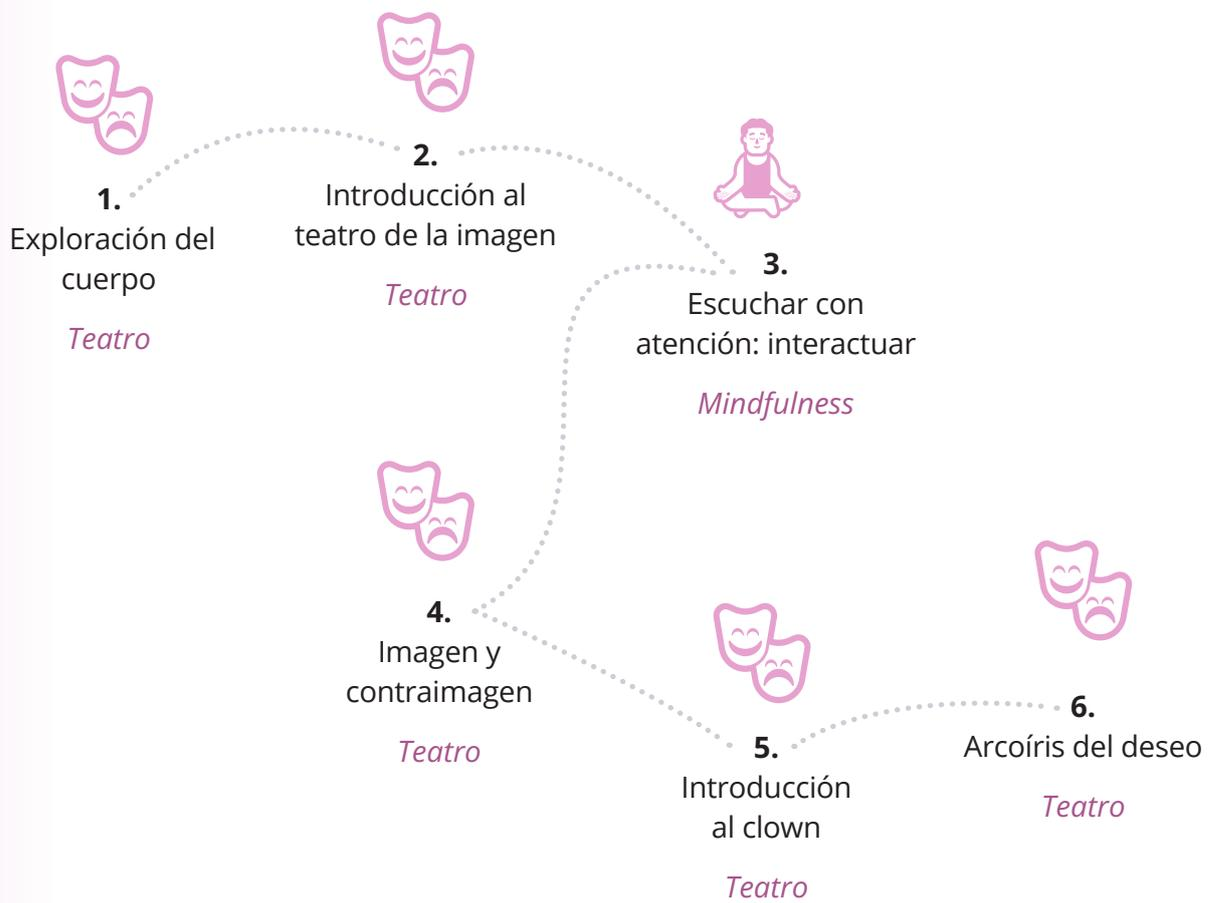 1.
Exploración del
cuerpo
Teatro
2.
Introducción al
teatro de la imagen
Teatro
3.
Escuchar con
atención: interactuar
Mindfulness
4.
Imagen y
contraimagen
Teatro
5.
Introducción
al clown
Teatro
6.
Arcoíris del deseo
Teatro